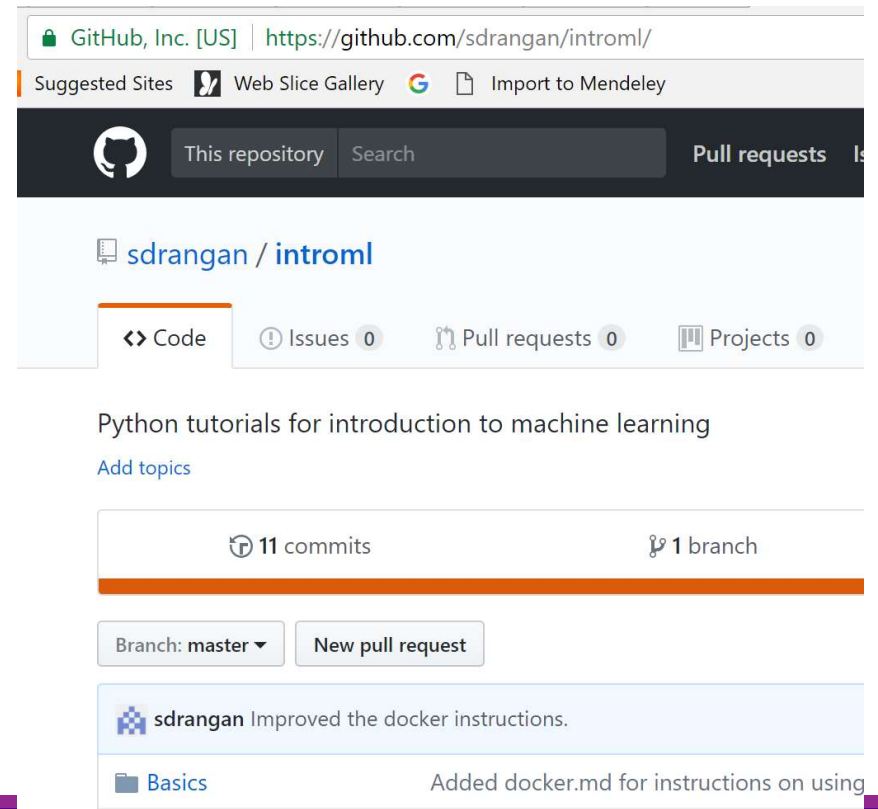 GitHub, Inc. [US] https://github.com/sdrangan/introml/
Suggested Sites Web Slice Gallery Import to Mendeley
This repository Search Pull requests Is
sdrangan / introml
<> Code Issues 0 Pull requests 0 Projects 0
Python tutorials for introduction to machine learning
Add topics
11 commits 1 branch
Branch: master New pull request
sdrangan Improved the docker instructions.
Basics Added docker.md for instructions on using